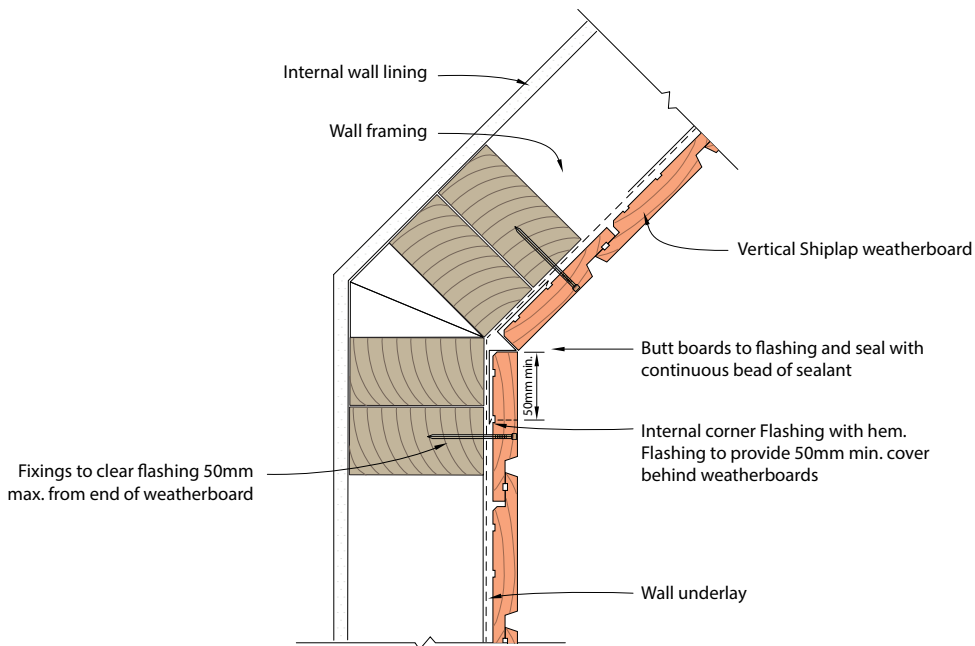 Internal wall lining
Wall framing
Vertical Shiplap weatherboard
Butt boards to flashing and seal with
continuous bead of sealant
50mm min.
Internal corner Flashing with hem.
Flashing to provide 50mm min. cover
behind weatherboards
Fixings to clear flashing 50mm
max. from end of weatherboard
Wall underlay